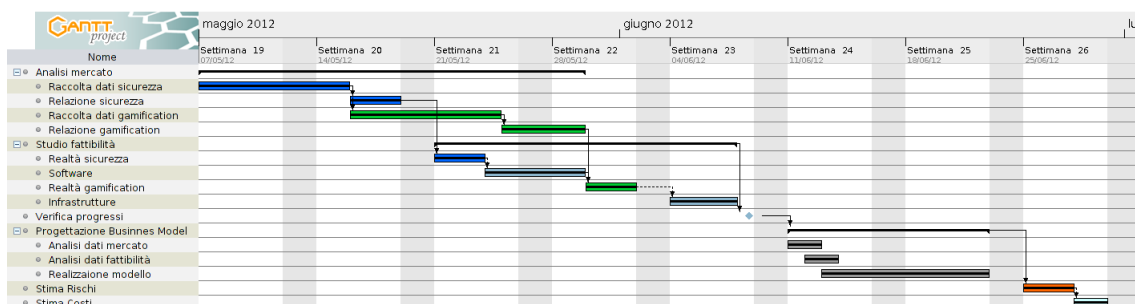 GANTT
project
maggio 2012
giugno 2012
Nome
Settimana 19
Settimana 20
Settimana 21
Settimana 22
Settimana 23
Settimana 24
Settimana 25
Settimana 26
07/05/12
14/05/12
21/05/12
28/05/12
04/06/12
11/06/12
18/06/12
25/06/12
Analisi mercato
Raccolta dati sicurezza
Relazione sicurezza
Raccolta dati gamification
Relazione gamification
Studio fattibilità
Realtà sicurezza
Software
Realtà gamification
Infrastrutture
Verifica progressi
Progettazione Businnes Model
Analisi dati mercato
Analisi dati fattibilità
Realizzaione modello
Stima Rischi
Stima Costi